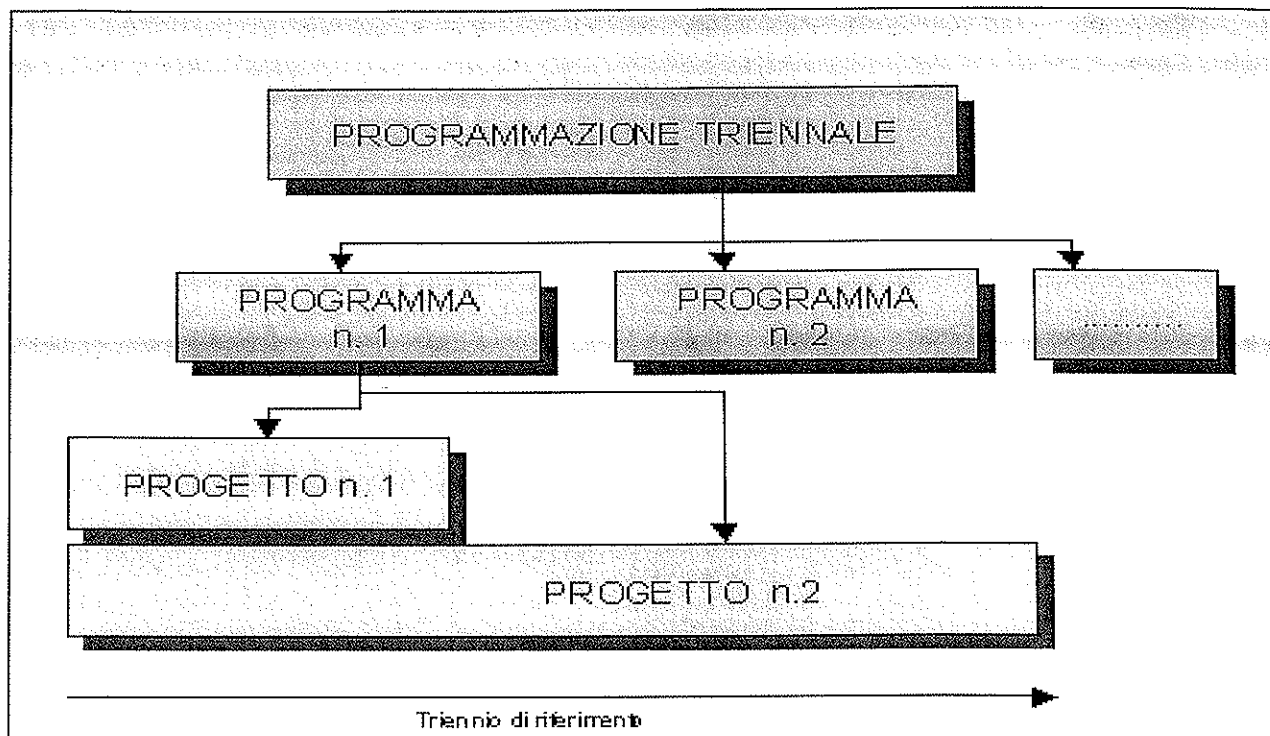 PROGRAMMAZIONE TRIENNALE
PROGRAMMA
n. 1
PROGRAMMA
n. 2
..........
PROGETTO n. 1
PROGETTO n.2
Triennio di riferimento